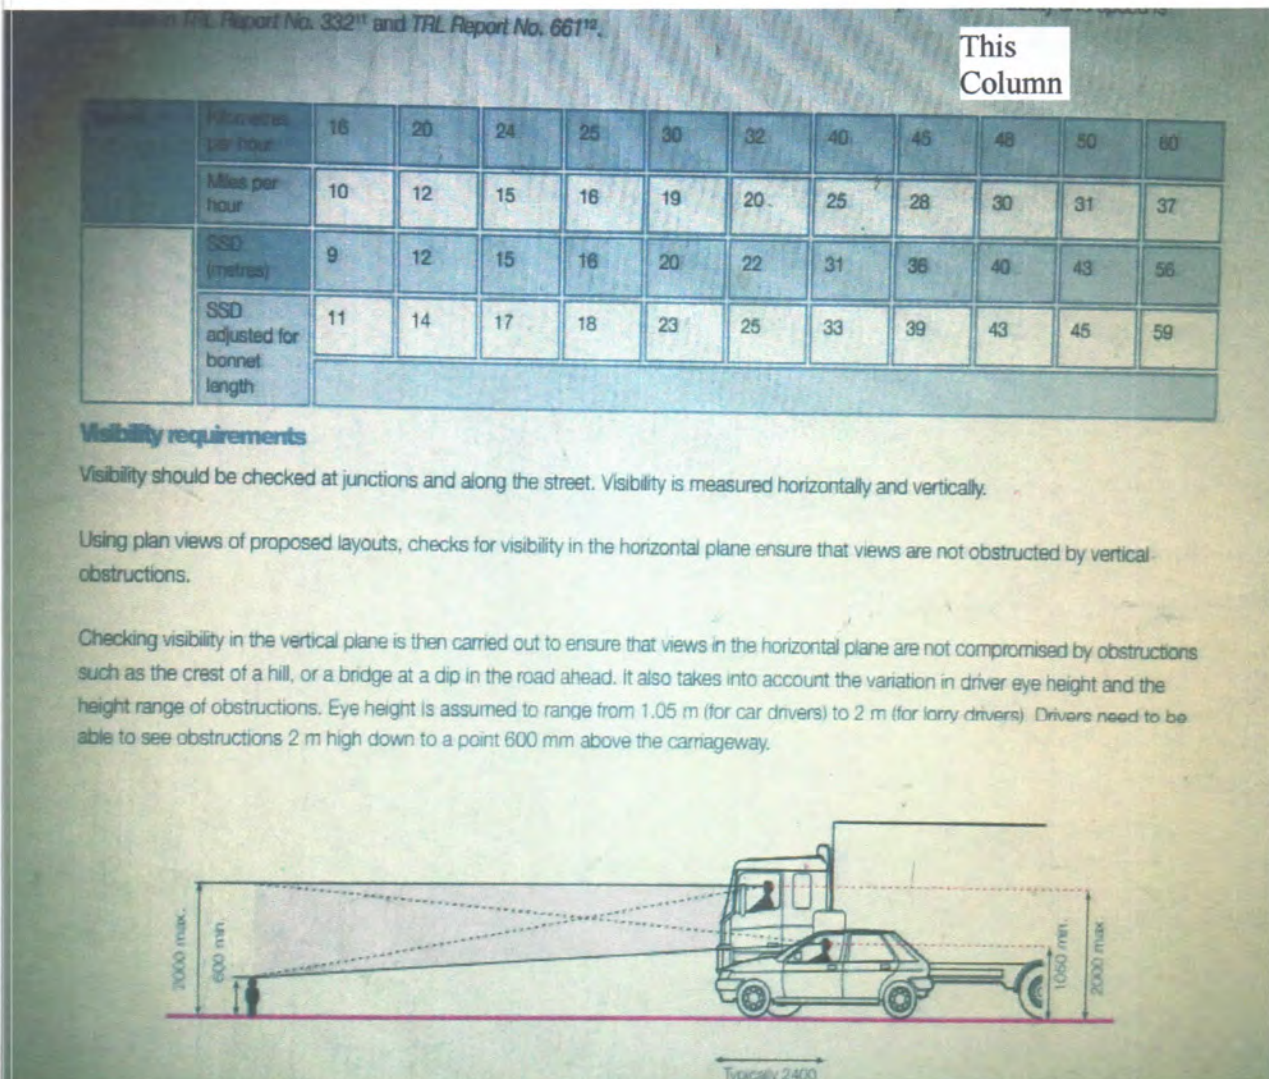 TRL Report No. 332¹¹ and TRL Report No. 661¹².
This
Column
Kilometres per hour 16 20 24 25 30 32 40 45 48 50 60
Miles per hour 10 12 15 16 19 20 25 28 30 31 37
SSD (metres) 9 12 15 16 20 22 31 36 40 43 56
SSD adjusted for bonnet length 11 14 17 18 23 25 33 39 43 45 59
Visibility requirements
Visibility should be checked at junctions and along the street. Visibility is measured horizontally and vertically.
Using plan views of proposed layouts, checks for visibility in the horizontal plane ensure that views are not obstructed by vertical
obstructions.
Checking visibility in the vertical plane is then carried out to ensure that views in the horizontal plane are not compromised by obstructions
such as the crest of a hill, or a bridge at a dip in the road ahead. It also takes into account the variation in driver eye height and the
height range of obstructions. Eye height is assumed to range from 1.05 m (for car drivers) to 2 m (for lorry drivers). Drivers need to be
able to see obstructions 2 m high down to a point 600 mm above the carriageway.
2000 max.
600 min.
1050 min.
2000 max
Typically 2400